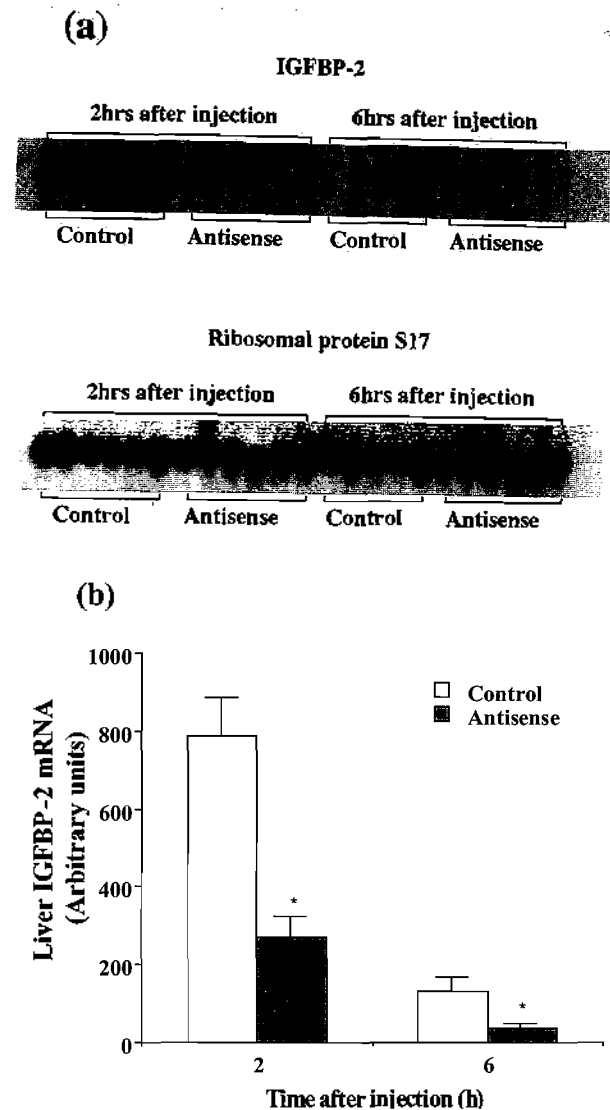 (a)
IGFBP-2
2hrs after injection 6hrs after injection
Control Antisense Control Antisense
Ribosomal protein S17
2hrs after injection 6hrs after injection
Control Antisense Control Antisense
(b)
1000
800
600
400
200
0
Liver IGFBP-2 mRNA
(Arbitrary units)
Control
Antisense
*
*
2 6
Time after injection (h)